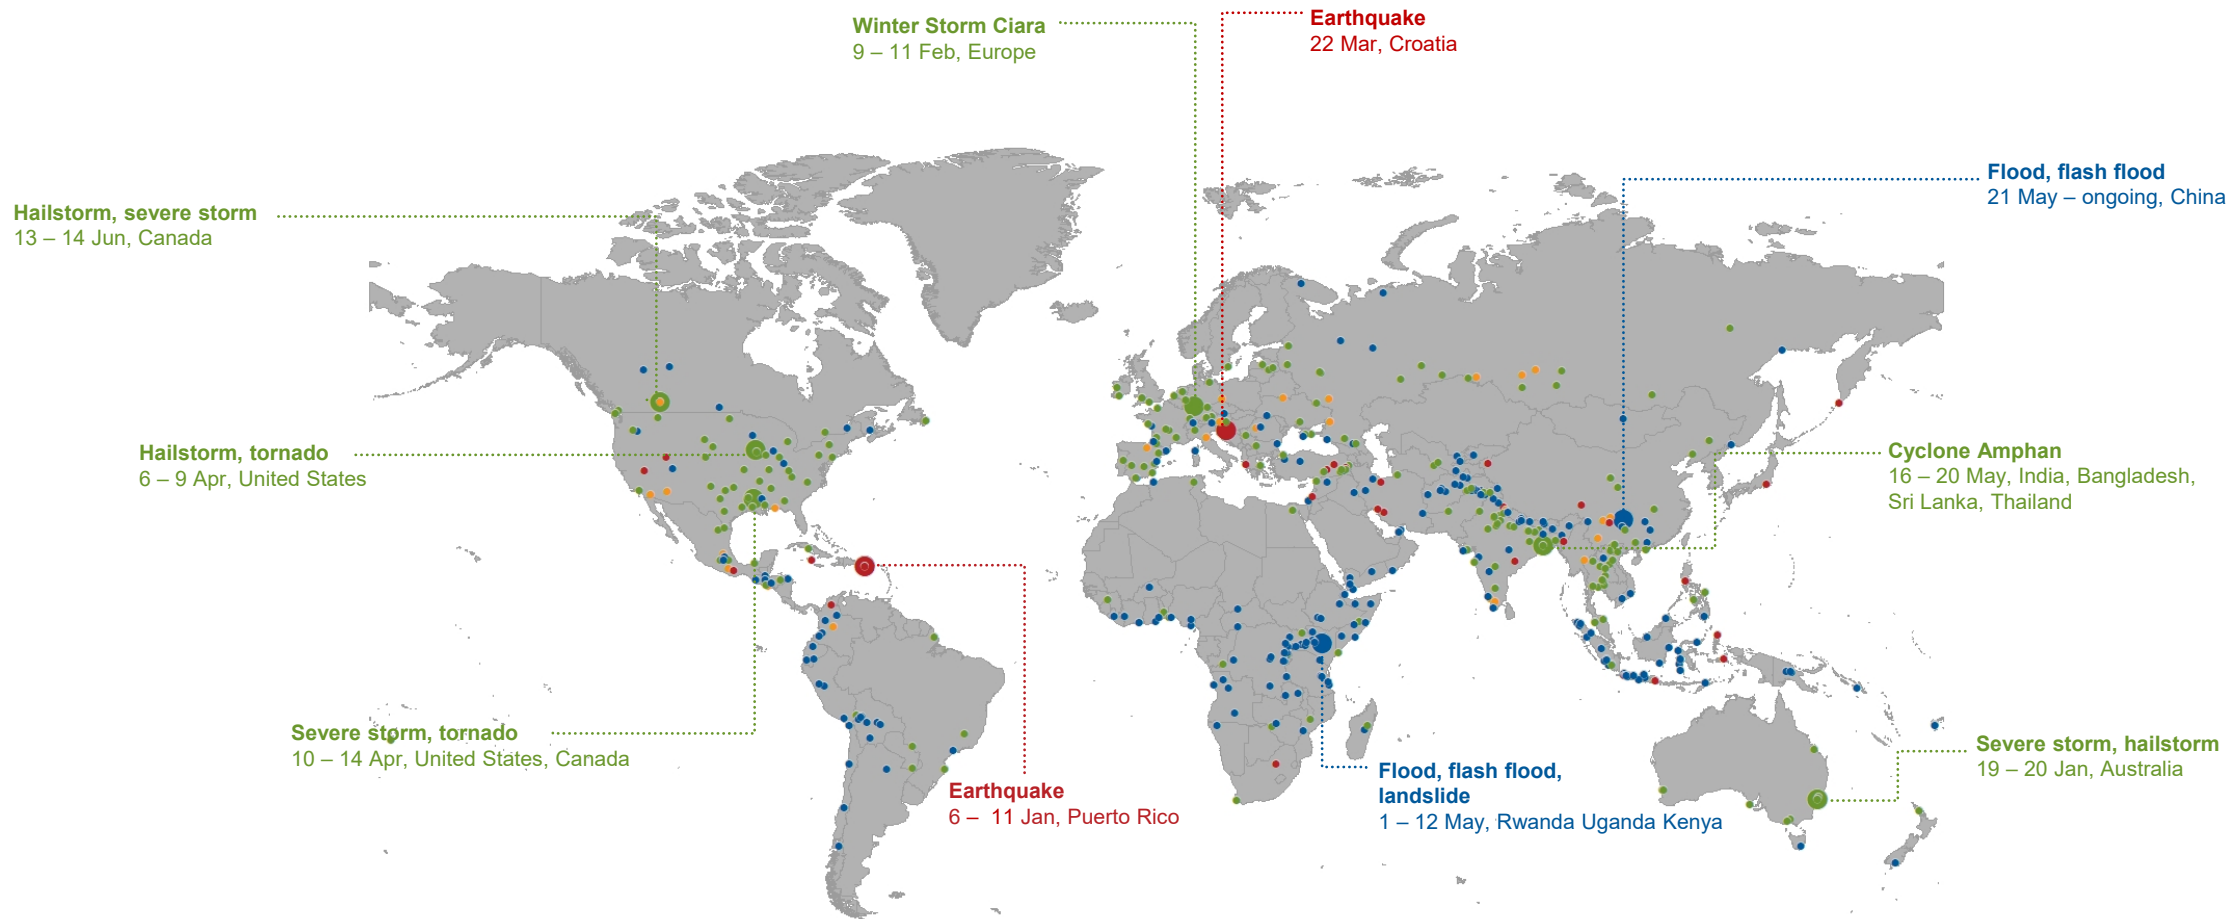 Winter Storm Ciara
9 – 11 Feb, Europe
Earthquake
22 Mar, Croatia
Flood, flash flood
21 May – ongoing, China
Hailstorm, severe storm
13 – 14 Jun, Canada
Hailstorm, tornado
6 – 9 Apr, United States
Cyclone Amphan
16 – 20 May, India, Bangladesh,
Sri Lanka, Thailand
Severe storm, tornado
10 – 14 Apr, United States, Canada
Earthquake
6 –  11 Jan, Puerto Rico
Flood, flash flood,
landslide
1 – 12 May, Rwanda Uganda Kenya
Severe storm, hailstorm
19 – 20 Jan, Australia